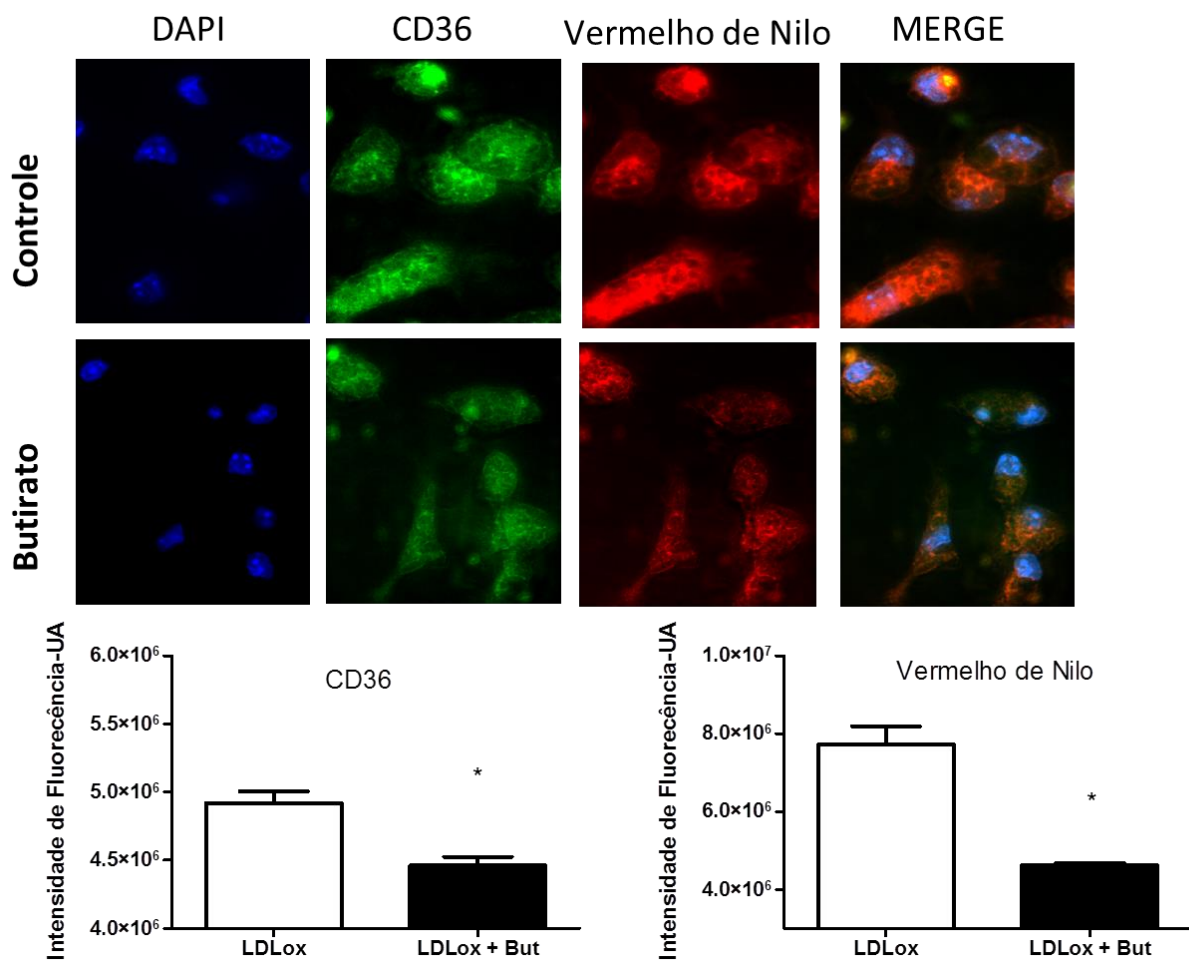 DAPI
CD36
Vermelho de Nilo
MERGE
Controle
Butirato
Intensidade de Fluorecência-UA
6.0×10⁶
5.5×10⁶
5.0×10⁶
4.5×10⁶
4.0×10⁶
CD36
*
LDLox
LDLox + But
Intensidade de Fluorecência-UA
1.0×10⁷
8.0×10⁶
6.0×10⁶
4.0×10⁶
Vermelho de Nilo
*
LDLox
LDLox + But